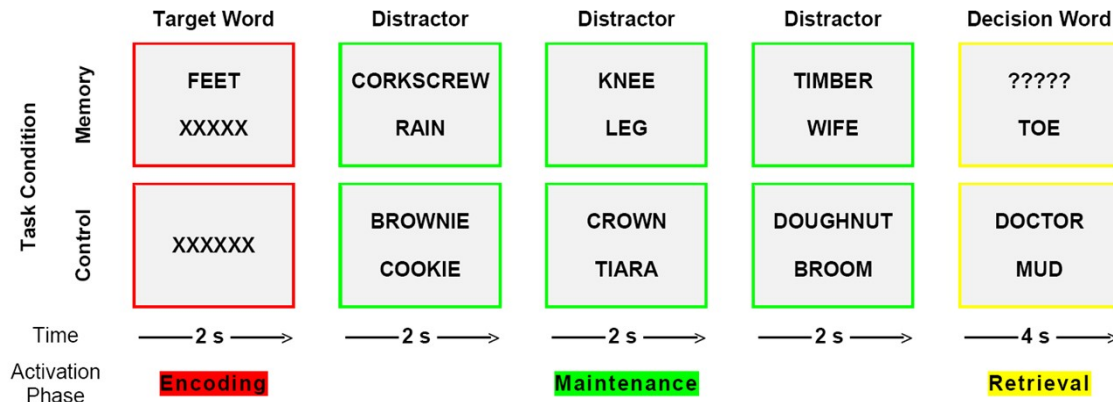 Target Word Distractor Distractor Distractor Decision Word
Task Condition
Memory
FEET CORKSCREW KNEE TIMBER ?????
XXXXX RAIN LEG WIFE TOE
Control
BROWNIE CROWN DOUGHNUT DOCTOR
XXXXXX
COOKIE TIARA BROOM MUD
Time 2 s 2 s 2 s 2 s 4 s
Activation
Phase
Encoding Maintenance Retrieval